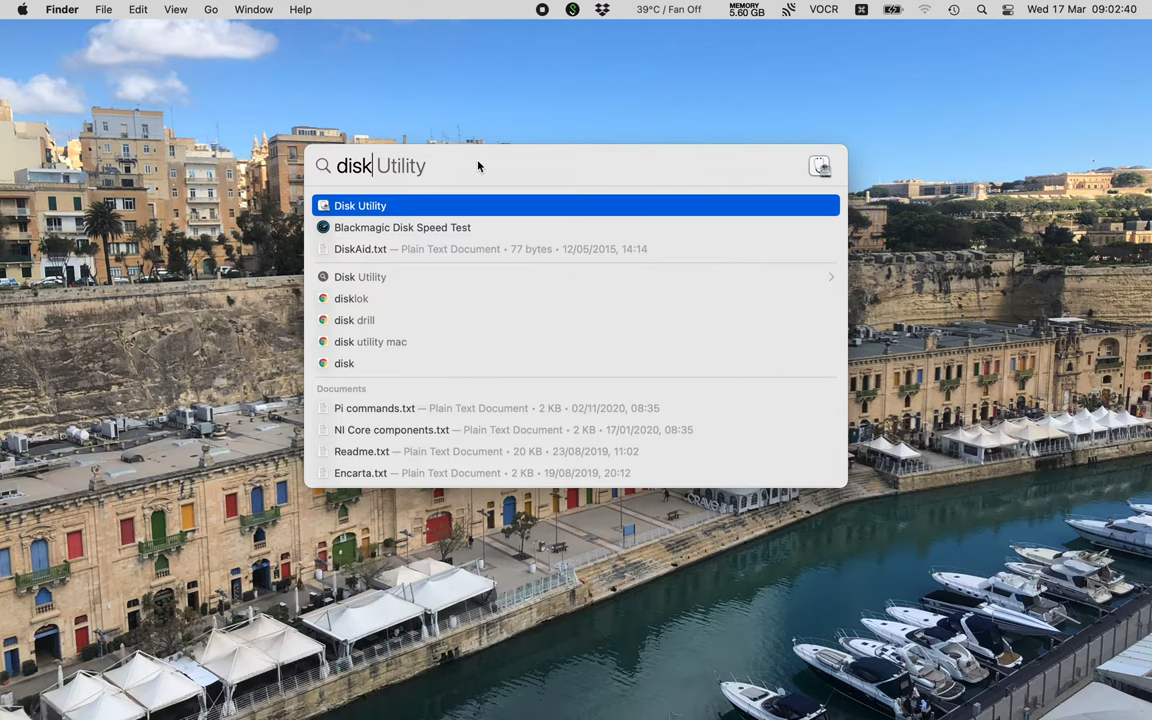 Finder File Edit View Go Window Help 39°C / Fan Off MEMORY 5.60 GB VOCR Wed 17 Mar 09:02:40
disk Utility
Disk Utility
Blackmagic Disk Speed Test
DiskAid.txt — Plain Text Document • 77 bytes • 12/05/2015, 14:14
Disk Utility
disklok
disk drill
disk utility mac
disk
Documents
Pi commands.txt — Plain Text Document • 2 KB • 02/11/2020, 08:35
NI Core components.txt — Plain Text Document • 2 KB • 17/01/2020, 08:35
Readme.txt — Plain Text Document • 20 KB • 23/08/2019, 11:02
Encarta.txt — Plain Text Document • 2 KB • 19/08/2019, 20:12